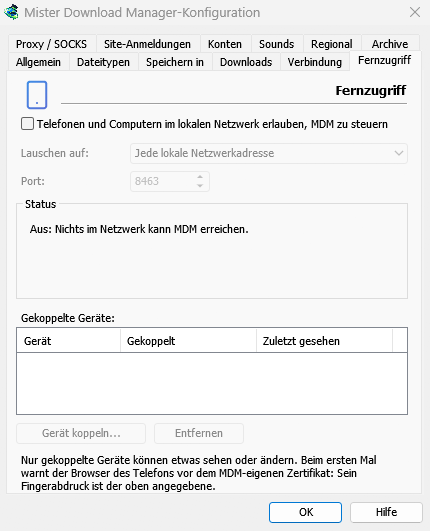 Mister Download Manager-Konfiguration
Proxy / SOCKS Site-Anmeldungen Konten Sounds Regional Archive
Allgemein Dateitypen Speichern in Downloads Verbindung Fernzugriff
Fernzugriff
Telefonen und Computern im lokalen Netzwerk erlauben, MDM zu steuern
Lauschen auf: Jede lokale Netzwerkadresse
Port: 8463
Status
Aus: Nichts im Netzwerk kann MDM erreichen.
Gekoppelte Geräte:
Gerät Gekoppelt Zuletzt gesehen
Gerät koppeln... Entfernen
Nur gekoppelte Geräte können etwas sehen oder ändern. Beim ersten Mal
warnt der Browser des Telefons vor dem MDM-eigenen Zertifikat: Sein
Fingerabdruck ist der oben angegebene.
OK Hilfe